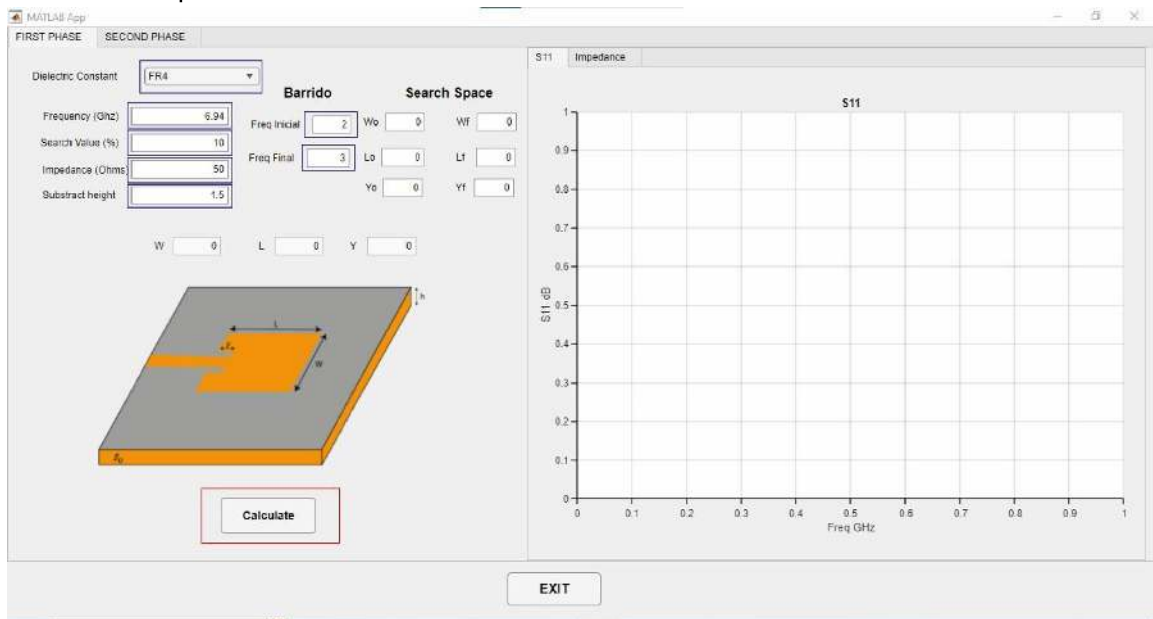 MATLAB App
FIRST PHASE SECOND PHASE
Dielectric Constant FR4
Frequency (Ghz) 6.94
Search Value (%) 10
Impedance (Ohms) 50
Substract height 1.5
Barrido
Freq Inicial 2
Freq Final 3
Search Space
Wo 0 Wf 0
Lo 0 Lf 0
Yo 0 Yf 0
W 0 L 0 Y 0
h
L
W
Calculate
S11 Impedance
S11
S11 dB
1
0.9
0.8
0.7
0.6
0.5
0.4
0.3
0.2
0.1
0
0 0.1 0.2 0.3 0.4 0.5 0.6 0.7 0.8 0.9 1
Freq GHz
EXIT